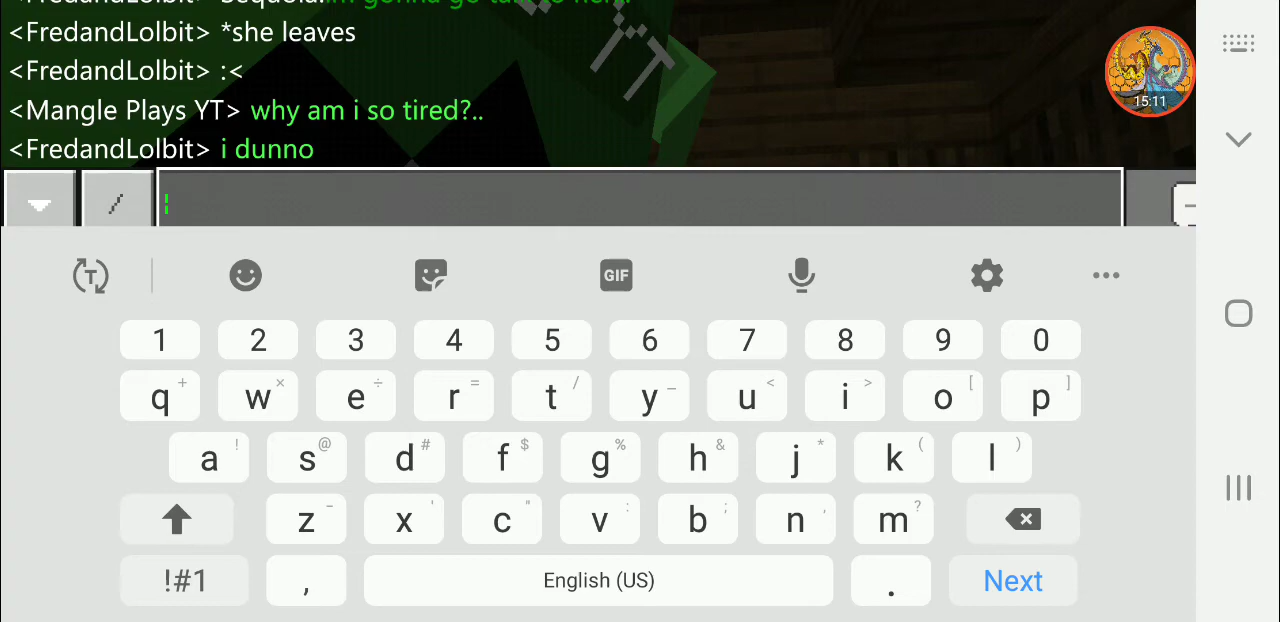 <FredandLolbit> *she leaves
<FredandLolbit> :<
<Mangle Plays YT> why am i so tired?..
<FredandLolbit> i dunno
15:11
/
T
GIF
1 2 3 4 5 6 7 8 9 0
q + w × e ÷ r = t / y _ u < i > o [ p ]
a ! s @ d # f $ g % h & j * k ( l )
z - x ' c " v : b ; n , m ?
!#1 , English (US) . Next